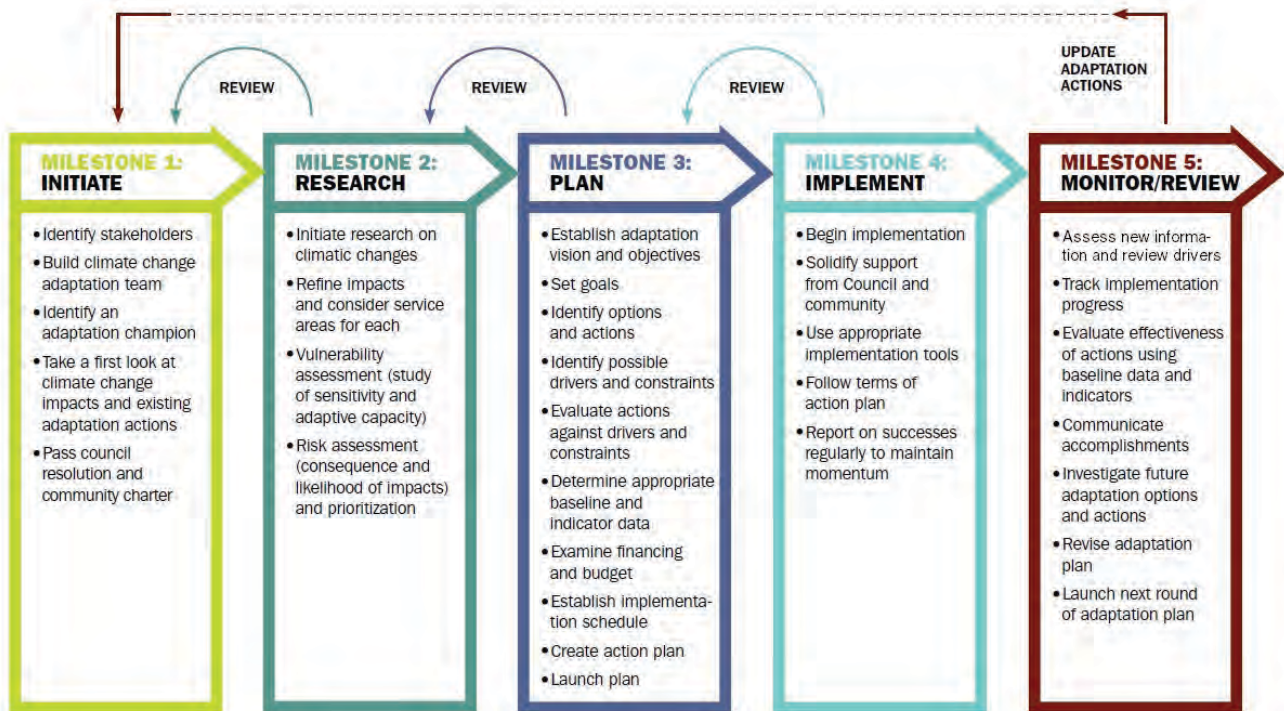 UPDATE
ADAPTATION
ACTIONS
REVIEW
REVIEW
REVIEW
MILESTONE 1:
INITIATE
• Identify stakeholders
• Build climate change
adaptation team
• Identify an
adaptation champion
• Take a first look at
climate change
impacts and existing
adaptation actions
• Pass council
resolution and
community charter
MILESTONE 2:
RESEARCH
• Initiate research on
climatic changes
• Refine impacts
and consider service
areas for each
• Vulnerability
assessment (study
of sensitivity and
adaptive capacity)
• Risk assessment
(consequence and
likelihood of impacts)
and prioritization
MILESTONE 3:
PLAN
• Establish adaptation
vision and objectives
• Set goals
• Identify options
and actions
• Identify possible
drivers and constraints
• Evaluate actions
against drivers and
constraints
• Determine appropriate
baseline and
indicator data
• Examine financing
and budget
• Establish implementa-
tion schedule
• Create action plan
• Launch plan
MILESTONE 4:
IMPLEMENT
• Begin implementation
• Solidify support
from Council and
community
• Use appropriate
implementation tools
• Follow terms of
action plan
• Report on successes
regularly to maintain
momentum
MILESTONE 5:
MONITOR/REVIEW
• Assess new informa-
tion and review drivers
• Track implementation
progress
• Evaluate effectiveness
of actions using
baseline data and
indicators
• Communicate
accomplishments
• Investigate future
adaptation options
and actions
• Revise adaptation
plan
• Launch next round
of adaptation plan